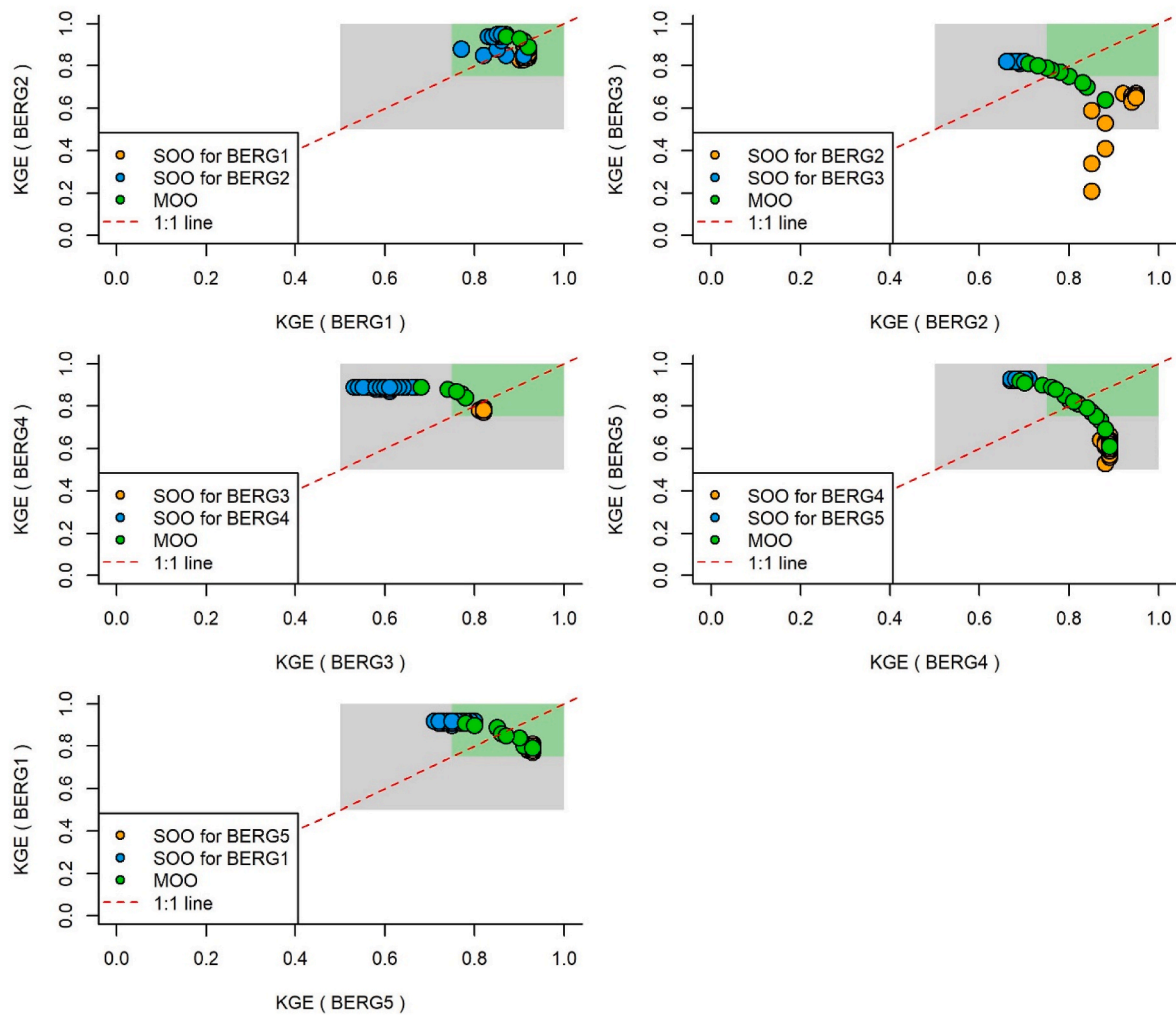 KGE ( BERG2 )
1.0
0.8
0.6
0.4
0.2
0.0
SOO for BERG1
SOO for BERG2
MOO
1:1 line
0.0 0.2 0.4 0.6 0.8 1.0
KGE ( BERG1 )
KGE ( BERG3 )
1.0
0.8
0.6
0.4
0.2
0.0
SOO for BERG2
SOO for BERG3
MOO
1:1 line
0.0 0.2 0.4 0.6 0.8 1.0
KGE ( BERG2 )
KGE ( BERG4 )
1.0
0.8
0.6
0.4
0.2
0.0
SOO for BERG3
SOO for BERG4
MOO
1:1 line
0.0 0.2 0.4 0.6 0.8 1.0
KGE ( BERG3 )
KGE ( BERG5 )
1.0
0.8
0.6
0.4
0.2
0.0
SOO for BERG4
SOO for BERG5
MOO
1:1 line
0.0 0.2 0.4 0.6 0.8 1.0
KGE ( BERG4 )
KGE ( BERG1 )
1.0
0.8
0.6
0.4
0.2
0.0
SOO for BERG5
SOO for BERG1
MOO
1:1 line
0.0 0.2 0.4 0.6 0.8 1.0
KGE ( BERG5 )